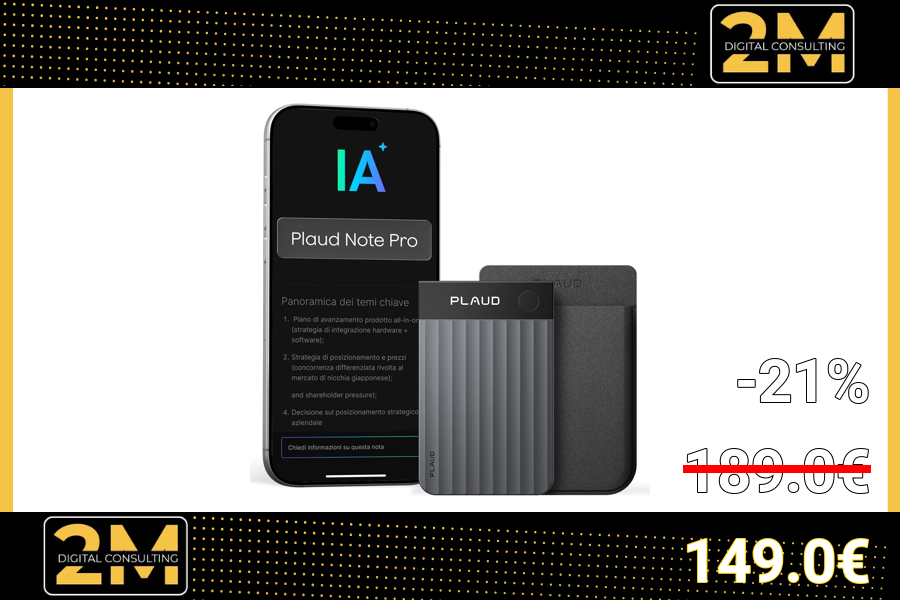 2M
DIGITAL CONSULTING
IA
Plaud Note Pro
Panoramica dei temi chiave
1. Piano di avanzamento prodotto all-in-on
(strategia di integrazione hardware +
software);
2. Strategia di posizionamento e prezzi
(concorrenza differenziata rivolta al
mercato di nicchia giapponese);
and shareholder pressure);
4. Decisione sul posizionamento strategico
aziendale
Chiedi informazioni su questa nota
PLAUD
PLAUD
PLAUD
-21%
189.0€
2M
DIGITAL CONSULTING
149.0€